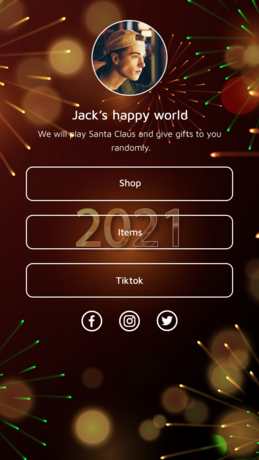 Jack's happy world
We will play Santa Claus and give gifts to you
randomly.
Shop
2021
Items
Tiktok